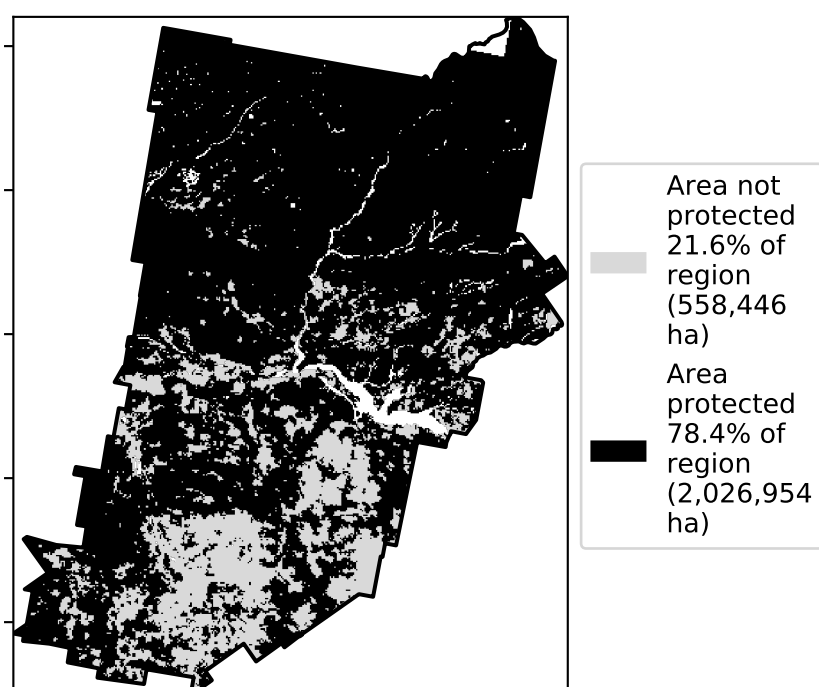 Area not
protected
21.6% of
region
(558,446
ha)
Area
protected
78.4% of
region
(2,026,954
ha)